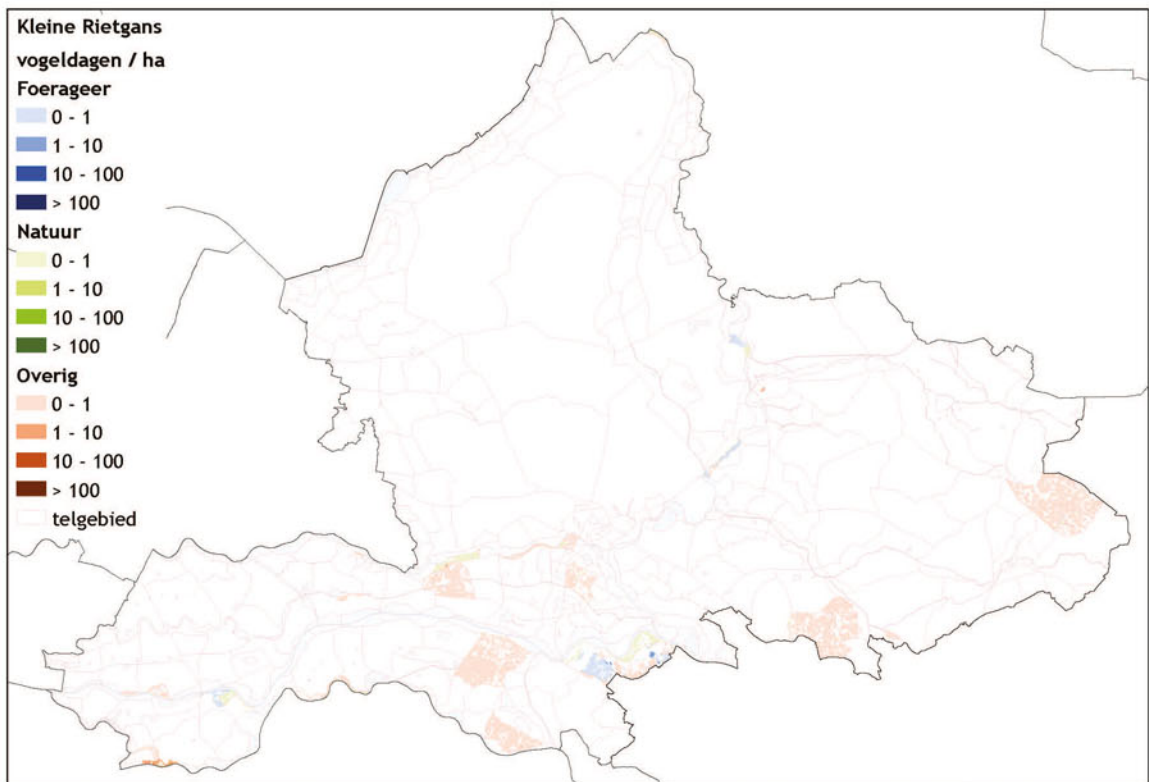 Kleine Rietgans
vogeldagen / ha
Foerageer
0 - 1
1 - 10
10 - 100
> 100
Natuur
0 - 1
1 - 10
10 - 100
> 100
Overig
0 - 1
1 - 10
10 - 100
> 100
telgebied